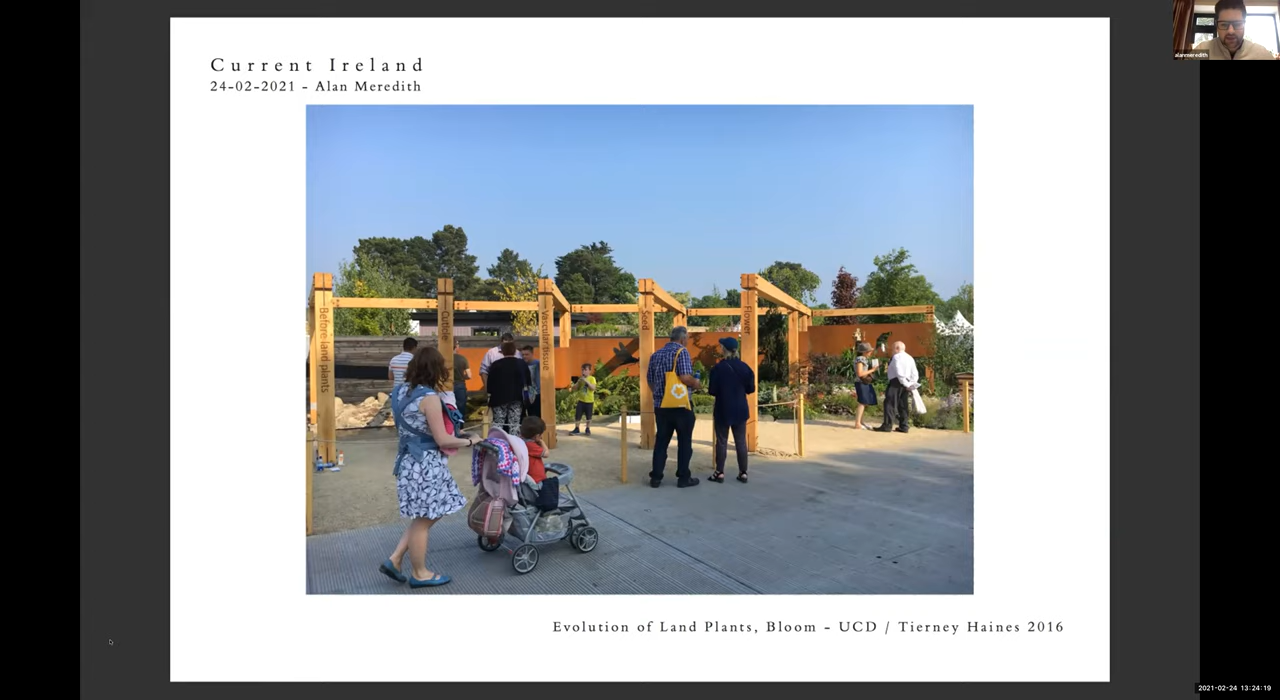 Current Ireland
24-02-2021 - Alan Meredith
alanmeredith
Before land plants
Cuticle
Vascular tissue
Seed
Flower
Evolution of Land Plants, Bloom - UCD / Tierney Haines 2016
2021-02-24 13:24:19